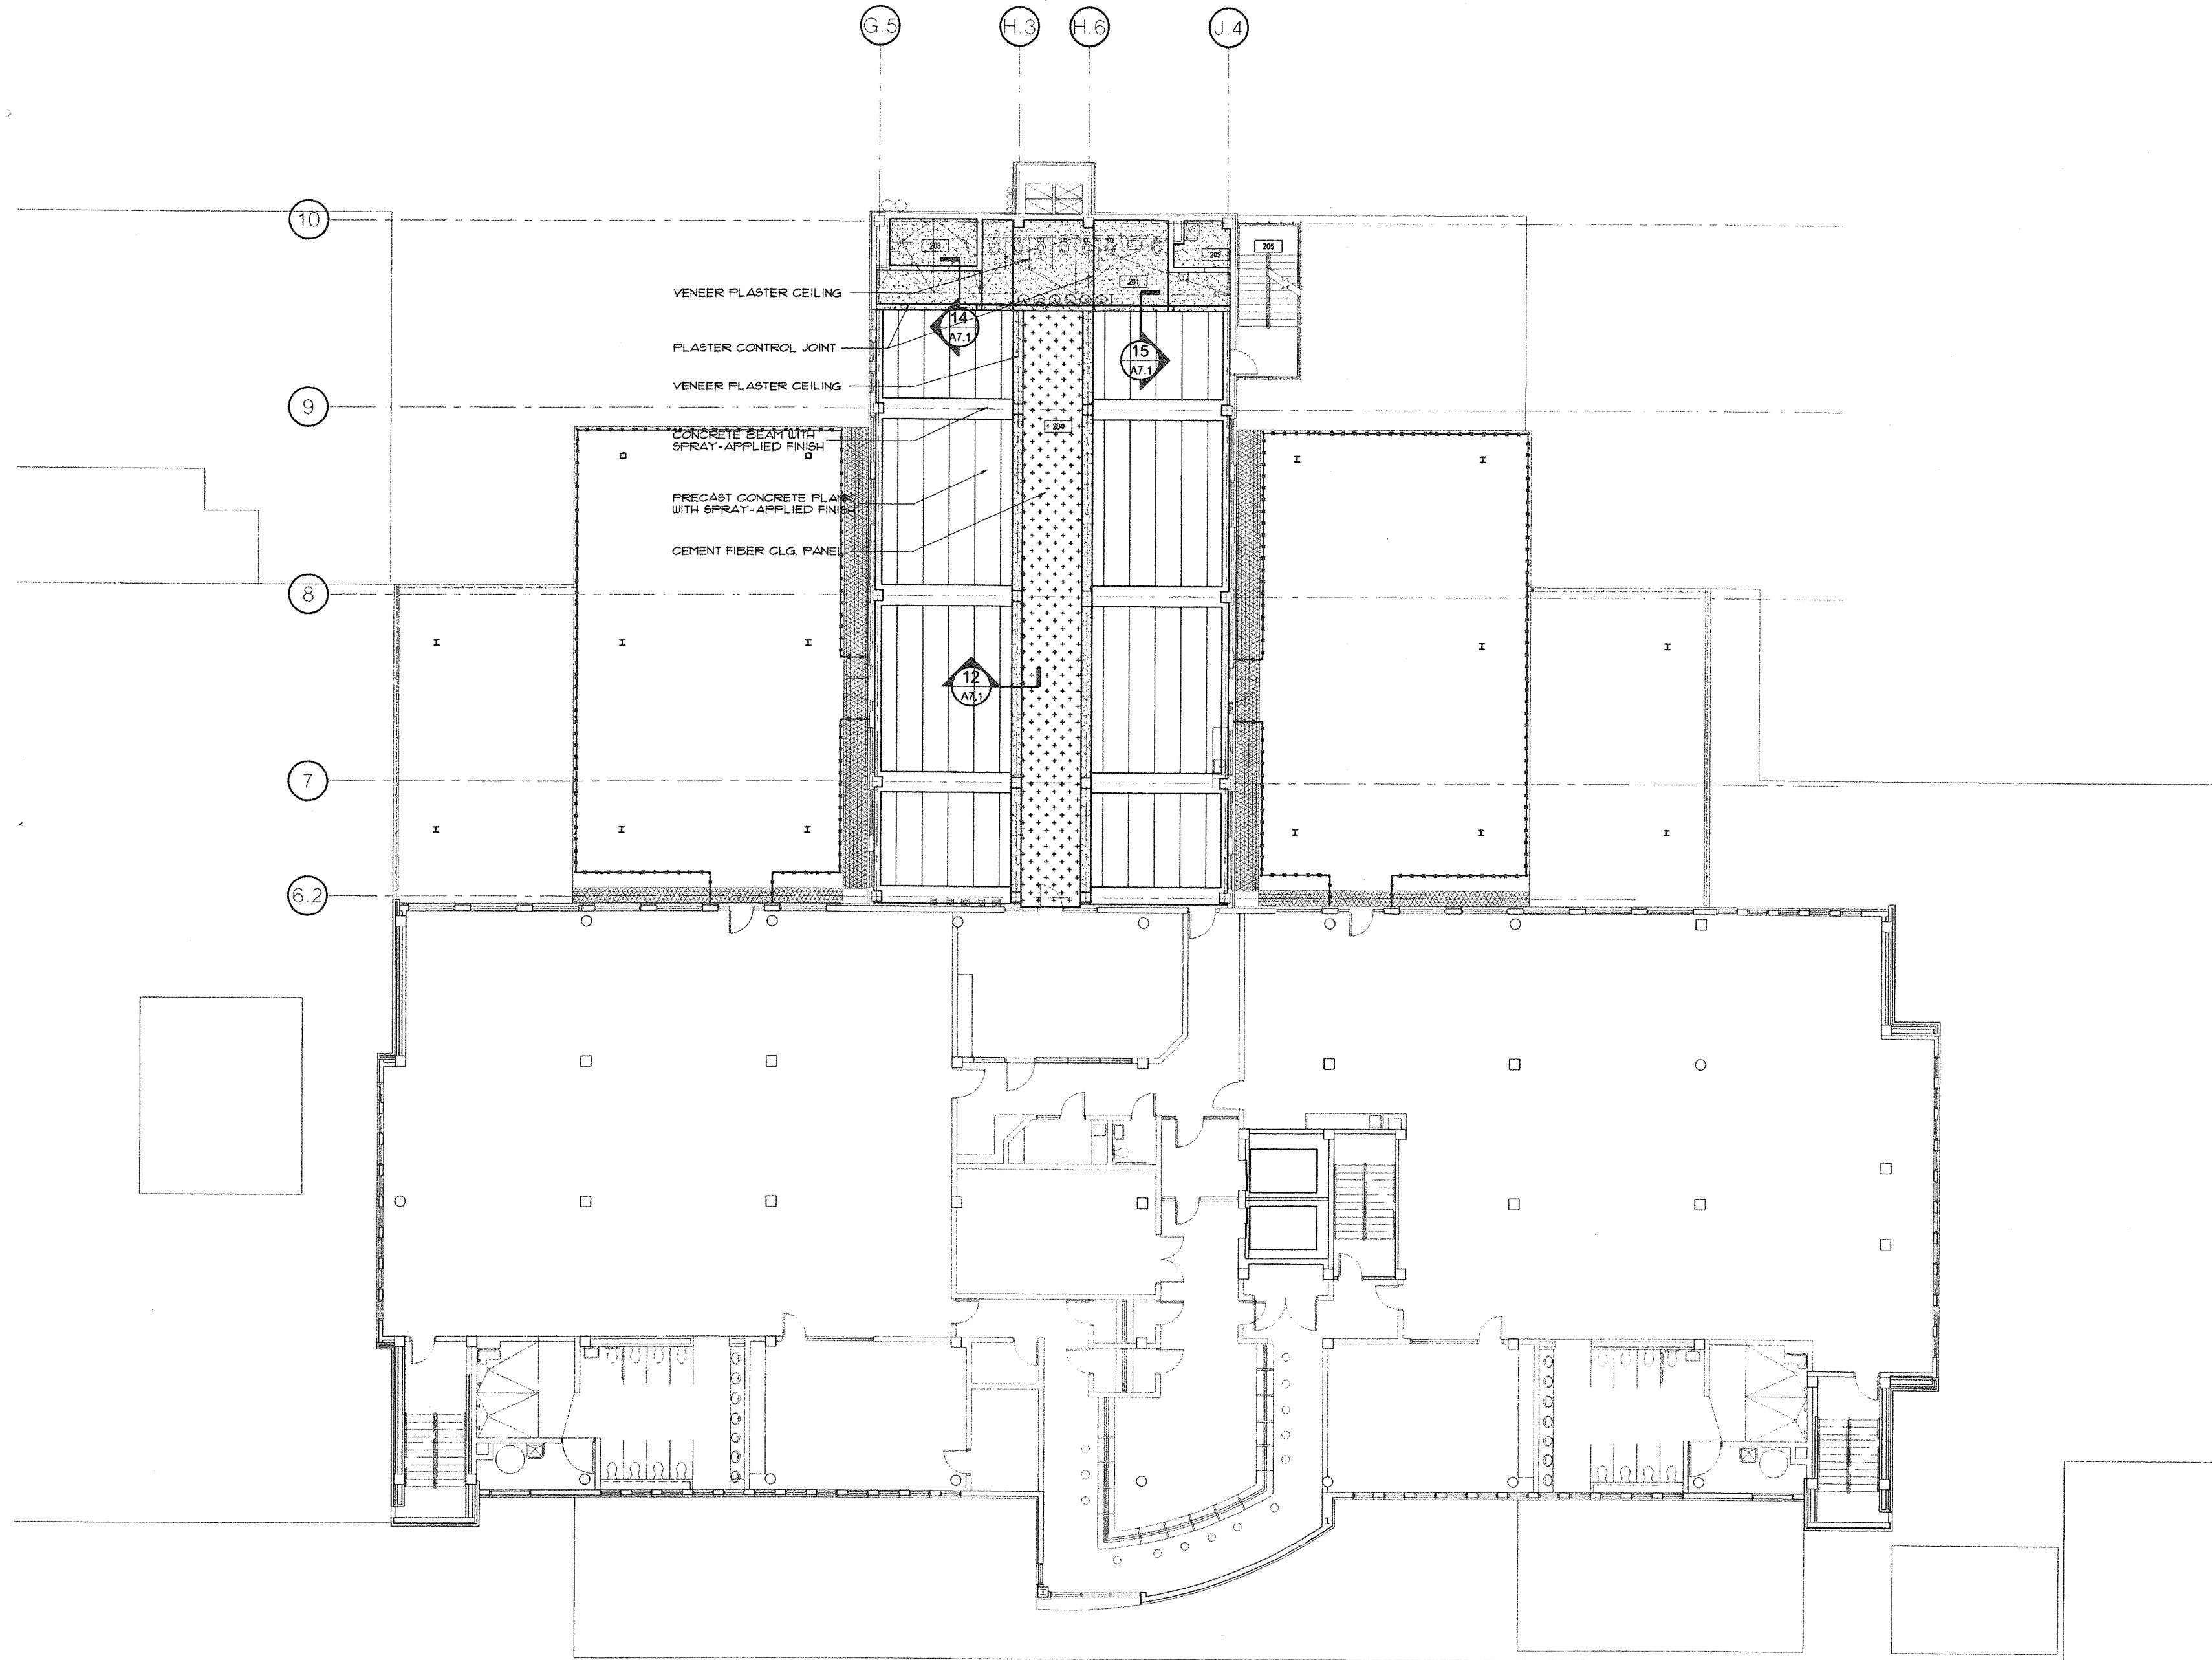 G.5
H.3
H.6
J.4
10
203
201
202
205
VENEER PLASTER CEILING
14
A7.1
PLASTER CONTROL JOINT
15
A7.1
VENEER PLASTER CEILING
9
204
CONCRETE BEAM WITH
SPRAY-APPLIED FINISH
PRECAST CONCRETE PLANK
WITH SPRAY-APPLIED FINISH
CEMENT FIBER CLG. PANEL
8
12
A7.1
7
6.2